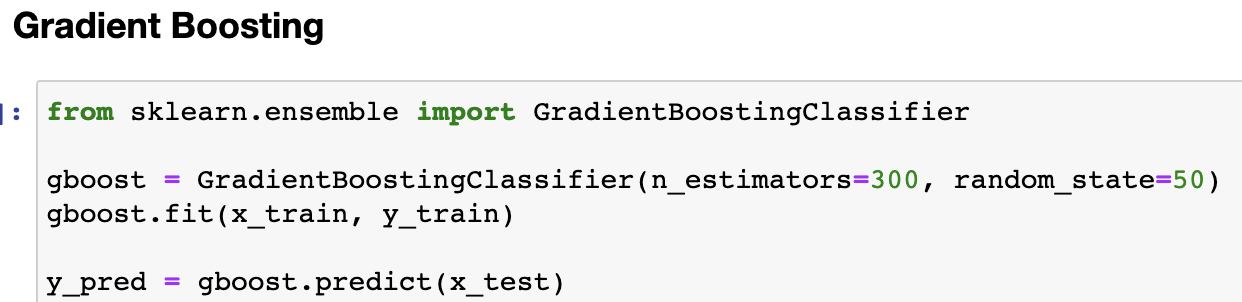 Gradient Boosting
]: from sklearn.ensemble import GradientBoostingClassifier
gboost = GradientBoostingClassifier(n_estimators=300, random_state=50)
gboost.fit(x_train, y_train)
y_pred = gboost.predict(x_test)